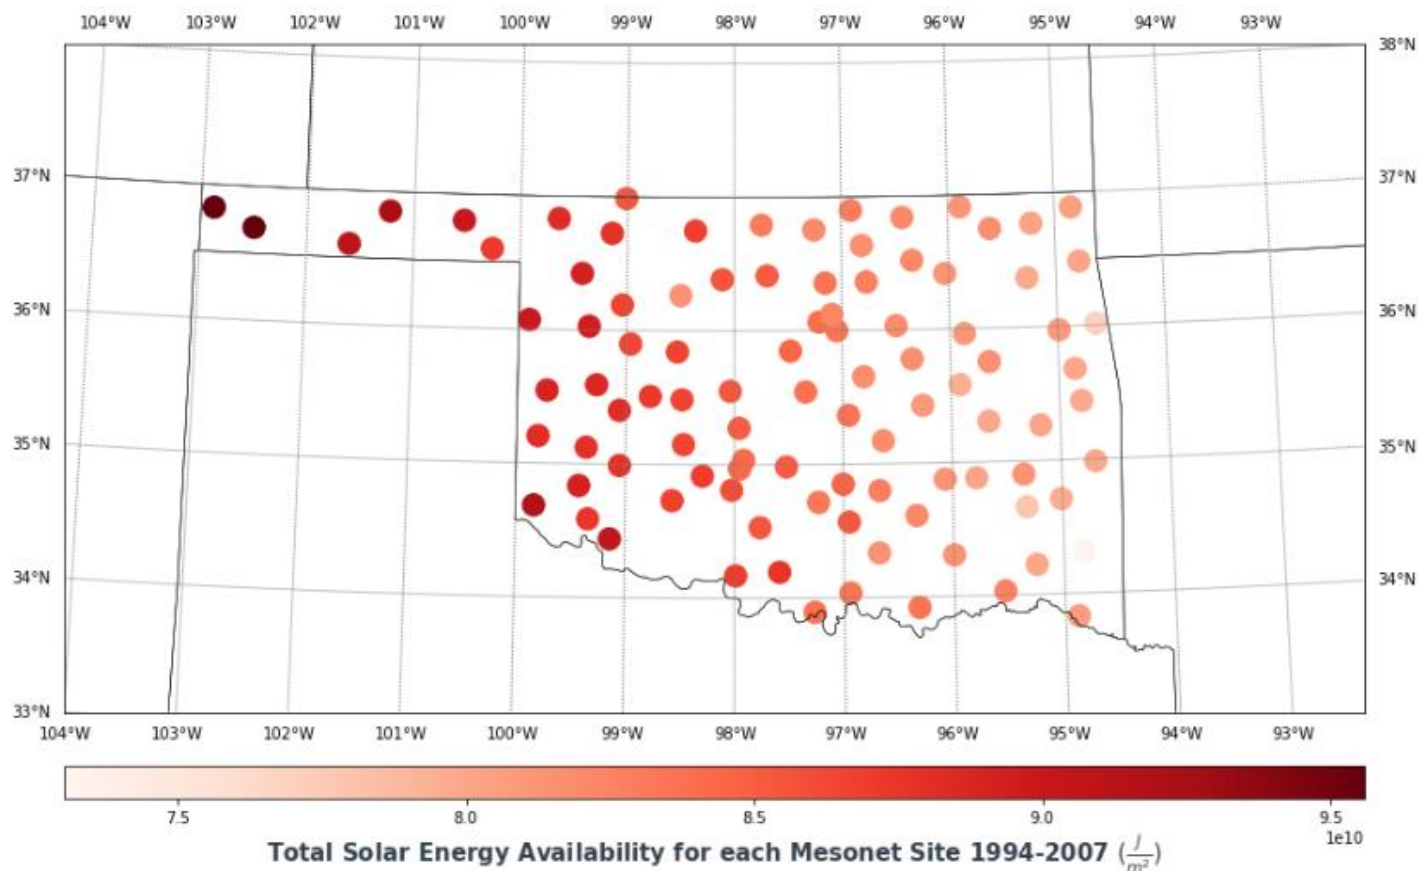 104°W 103°W 102°W 101°W 100°W 99°W 98°W 97°W 96°W 95°W 94°W 93°W
38°N
37°N 37°N
36°N 36°N
35°N 35°N
34°N 34°N
33°N
104°W 103°W 102°W 101°W 100°W 99°W 98°W 97°W 96°W 95°W 94°W 93°W
7.5 8.0 8.5 9.0 9.5
1e10
Total Solar Energy Availability for each Mesonet Site 1994-2007 (J/m²)